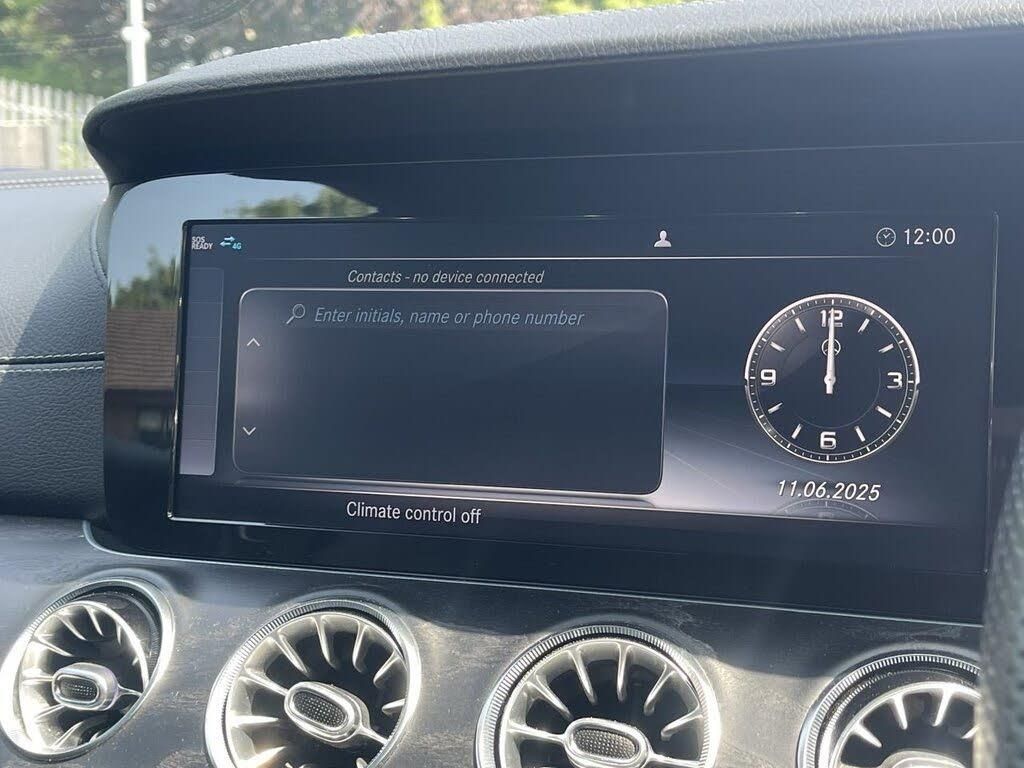 SOS
READY
4G
12:00
Contacts - no device connected
Enter initials, name or phone number
12
9
3
6
11.06.2025
Climate control off